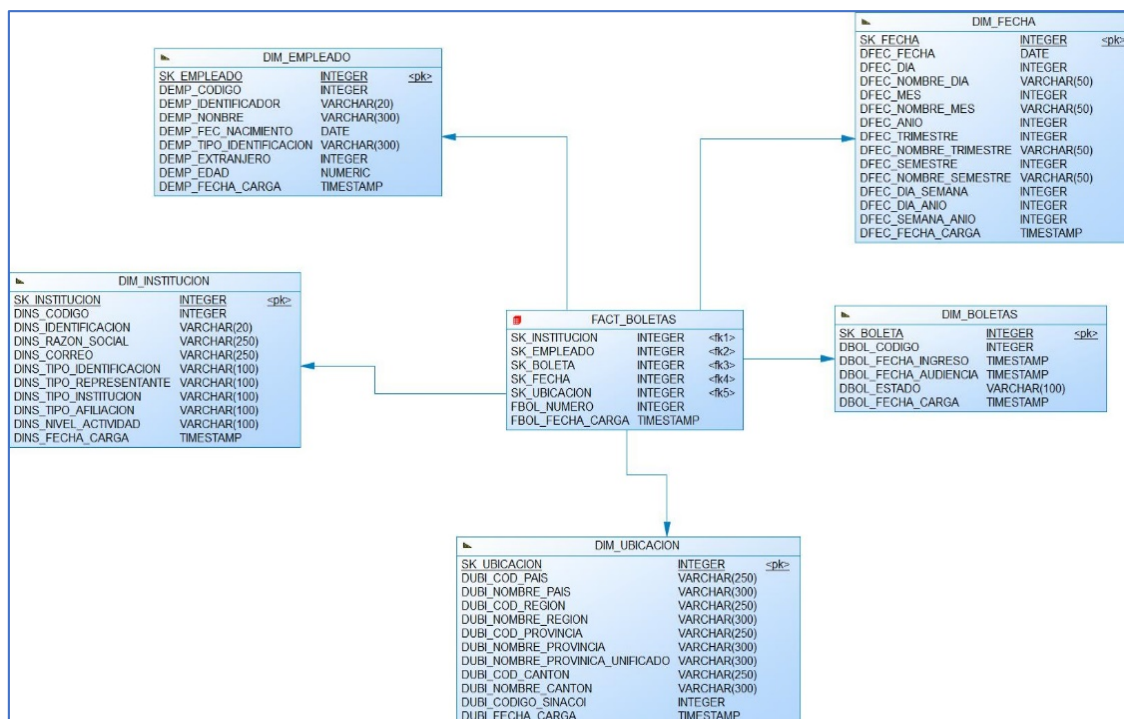 DIM_EMPLEADO
SK_EMPLEADO INTEGER <pk>
DEMP_CODIGO INTEGER
DEMP_IDENTIFICADOR VARCHAR(20)
DEMP_NONBRE VARCHAR(300)
DEMP_FEC_NACIMIENTO DATE
DEMP_TIPO_IDENTIFICACION VARCHAR(300)
DEMP_EXTRANJERO INTEGER
DEMP_EDAD NUMERIC
DEMP_FECHA_CARGA TIMESTAMP
DIM_FECHA
SK_FECHA INTEGER <pk>
DFEC_FECHA DATE
DFEC_DIA INTEGER
DFEC_NOMBRE_DIA VARCHAR(50)
DFEC_MES INTEGER
DFEC_NOMBRE_MES VARCHAR(50)
DFEC_ANIO INTEGER
DFEC_TRIMESTRE INTEGER
DFEC_NOMBRE_TRIMESTRE VARCHAR(50)
DFEC_SEMESTRE INTEGER
DFEC_NOMBRE_SEMESTRE VARCHAR(50)
DFEC_DIA_SEMANA INTEGER
DFEC_DIA_ANIO INTEGER
DFEC_SEMANA_ANIO INTEGER
DFEC_FECHA_CARGA TIMESTAMP
DIM_INSTITUCION
SK_INSTITUCION INTEGER <pk>
DINS_CODIGO INTEGER
DINS_IDENTIFICACION VARCHAR(20)
DINS_RAZON_SOCIAL VARCHAR(250)
DINS_CORREO VARCHAR(250)
DINS_TIPO_IDENTIFICACION VARCHAR(100)
DINS_TIPO_REPRESENTANTE VARCHAR(100)
DINS_TIPO_INSTITUCION VARCHAR(100)
DINS_TIPO_AFILIACION VARCHAR(100)
DINS_NIVEL_ACTIVIDAD VARCHAR(100)
DINS_FECHA_CARGA TIMESTAMP
FACT_BOLETAS
SK_INSTITUCION INTEGER <fk1>
SK_EMPLEADO INTEGER <fk2>
SK_BOLETA INTEGER <fk3>
SK_FECHA INTEGER <fk4>
SK_UBICACION INTEGER <fk5>
FBOL_NUMERO INTEGER
FBOL_FECHA_CARGA TIMESTAMP
DIM_BOLETAS
SK_BOLETA INTEGER <pk>
DBOL_CODIGO INTEGER
DBOL_FECHA_INGRESO TIMESTAMP
DBOL_FECHA_AUDIENCIA TIMESTAMP
DBOL_ESTADO VARCHAR(100)
DBOL_FECHA_CARGA TIMESTAMP
DIM_UBICACION
SK_UBICACION INTEGER <pk>
DUBI_COD_PAIS VARCHAR(250)
DUBI_NOMBRE_PAIS VARCHAR(300)
DUBI_COD_REGION VARCHAR(250)
DUBI_NOMBRE_REGION VARCHAR(300)
DUBI_COD_PROVINCIA VARCHAR(250)
DUBI_NOMBRE_PROVINCIA VARCHAR(300)
DUBI_NOMBRE_PROVINICA_UNIFICADO VARCHAR(300)
DUBI_COD_CANTON VARCHAR(250)
DUBI_NOMBRE_CANTON VARCHAR(300)
DUBI_CODIGO_SINACOI INTEGER
DUBI_FECHA_CARGA TIMESTAMP